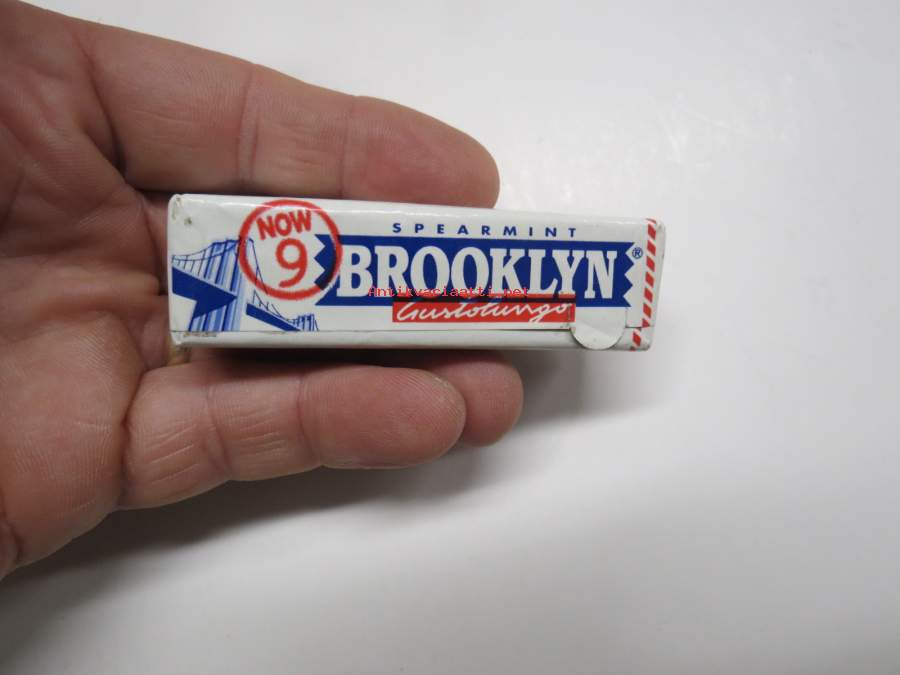 NOW
9
SPEARMINT
BROOKLYN®
Antikvariaatti.net
Gustolungo